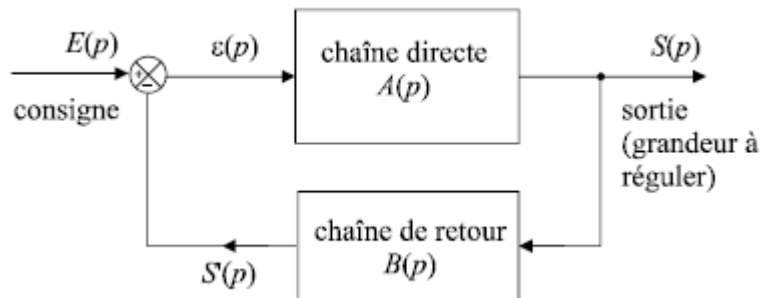 E(p)
ε(p)
chaîne directe
A(p)
S(p)
+
−
consigne
sortie
(grandeur à
réguler)
chaîne de retour
B(p)
S'(p)